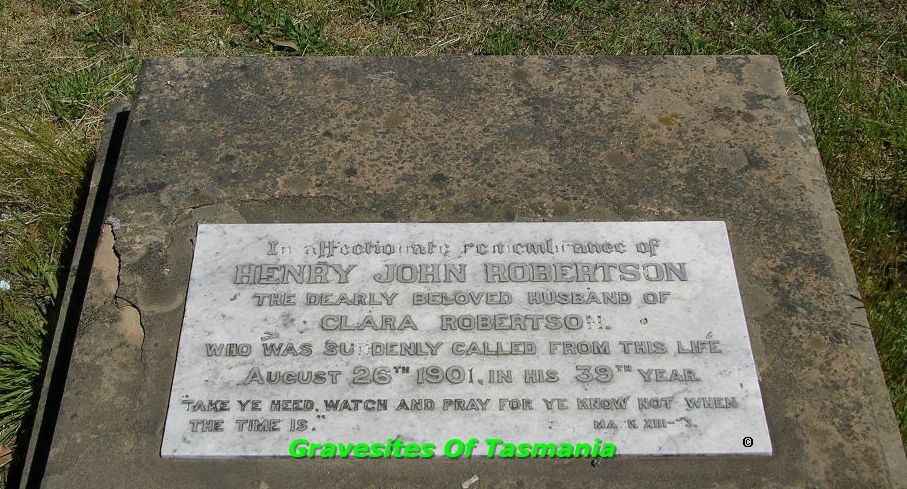 In affectionate remembrance of
HENRY JOHN ROBERTSON
THE DEARLY BELOVED HUSBAND OF
CLARA ROBERTSON.
WHO WAS SUDDENLY CALLED FROM THIS LIFE
AUGUST 26TH 1901, IN HIS 39TH YEAR
"TAKE YE HEED, WATCH AND PRAY FOR YE KNOW NOT WHEN
THE TIME IS."
MARK XIII
Gravesites Of Tasmania
©